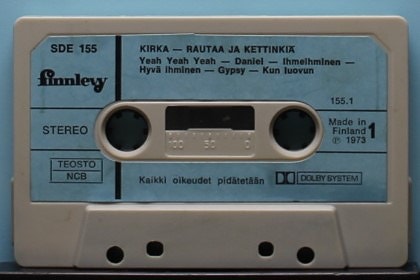 SDE 155
KIRKA — RAUTAA JA KETTINKIÄ
Yeah Yeah Yeah — Daniel — Ihmeihminen —
Hyvä ihminen — Gypsy — Kun luovun
finnlevy
155.1
STEREO
Made in
Finland
℗ 1973
1
100 50 0
TEOSTO
NCB
Kaikki oikeudet pidätetään
DOLBY SYSTEM